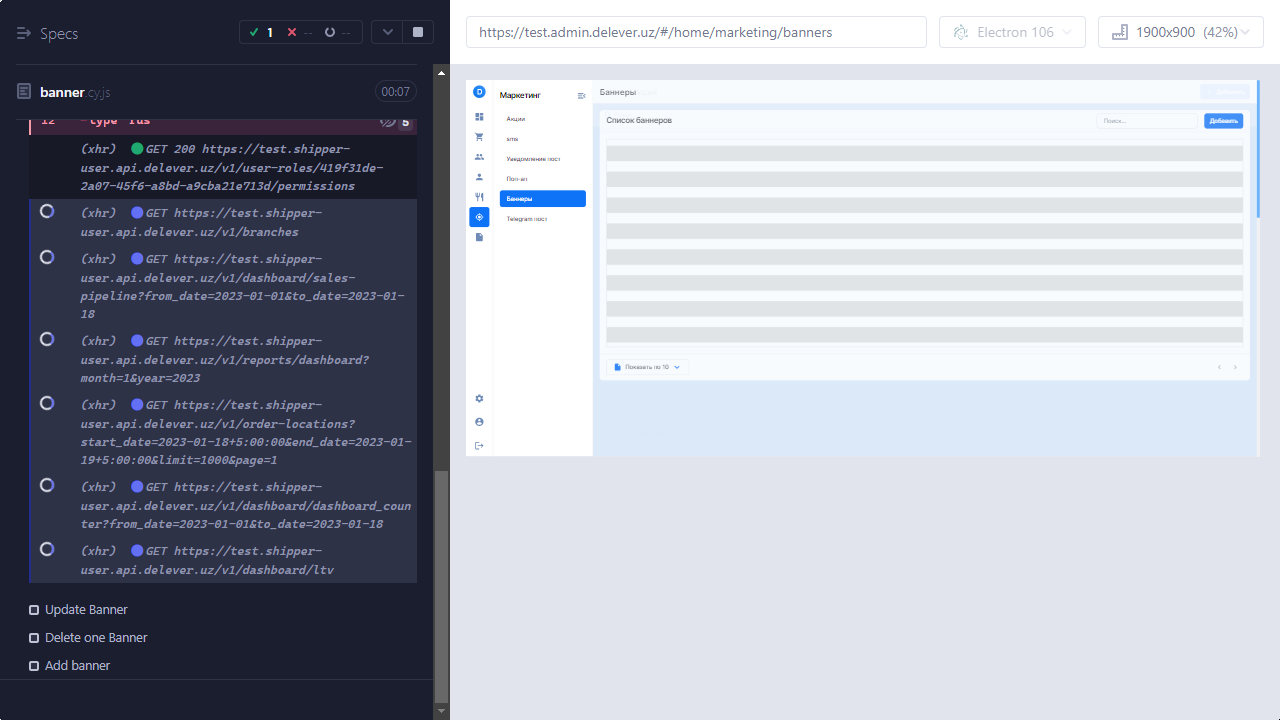 Specs
1
--
--
https://test.admin.delever.uz/#/home/marketing/banners
Electron 106
1900x900 (42%)
banner.cy.js
00:07
12 -type rus 5
(xhr) GET 200 https://test.shipper-
user.api.delever.uz/v1/user-roles/419f31de-
2a07-45f6-a8bd-a9cba21e713d/permissions
(xhr) GET https://test.shipper-
user.api.delever.uz/v1/branches
(xhr) GET https://test.shipper-
user.api.delever.uz/v1/dashboard/sales-
pipeline?from_date=2023-01-01&to_date=2023-01-
18
(xhr) GET https://test.shipper-
user.api.delever.uz/v1/reports/dashboard?
month=1&year=2023
(xhr) GET https://test.shipper-
user.api.delever.uz/v1/order-locations?
start_date=2023-01-18+5:00:00&end_date=2023-01-
19+5:00:00&limit=1000&page=1
(xhr) GET https://test.shipper-
user.api.delever.uz/v1/dashboard/dashboard_coun
ter?from_date=2023-01-01&to_date=2023-01-18
(xhr) GET https://test.shipper-
user.api.delever.uz/v1/dashboard/ltv
Update Banner
Delete one Banner
Add banner
D
Маркетинг
Акции
sms
Уведомление пост
Поп-ап
Баннеры
Telegram пост
Баннеры
Список баннеров
Поиск...
Добавить
Показать по 10